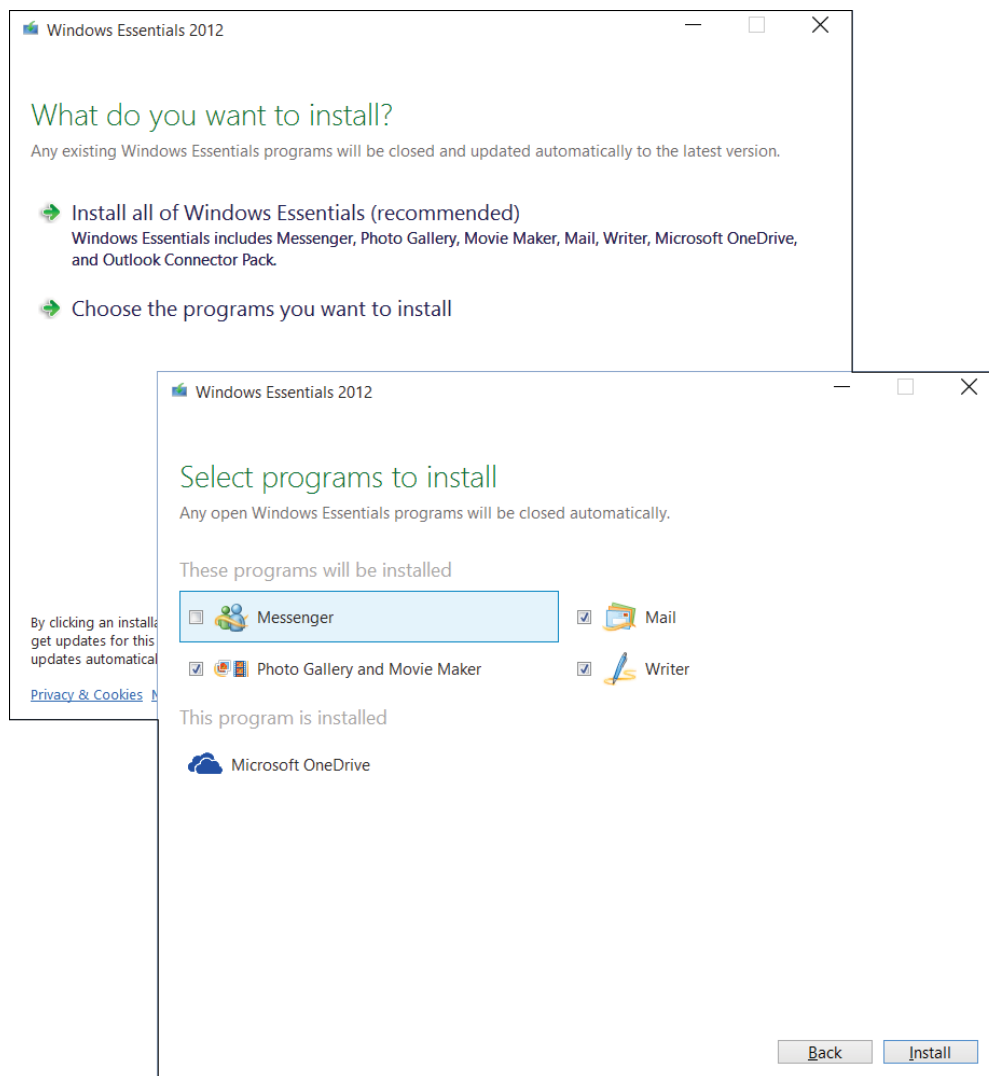 Windows Essentials 2012
What do you want to install?
Any existing Windows Essentials programs will be closed and updated automatically to the latest version.
Install all of Windows Essentials (recommended)
Windows Essentials includes Messenger, Photo Gallery, Movie Maker, Mail, Writer, Microsoft OneDrive,
and Outlook Connector Pack.
Choose the programs you want to install
By clicking an
get updates for this
updates
Privacy & Cookies
Windows Essentials 2012
Select programs to install
Any open Windows Essentials programs will be closed automatically.
These programs will be installed
Messenger
Mail
Photo Gallery and Movie Maker
Writer
This program is installed
Microsoft OneDrive
Back
Install